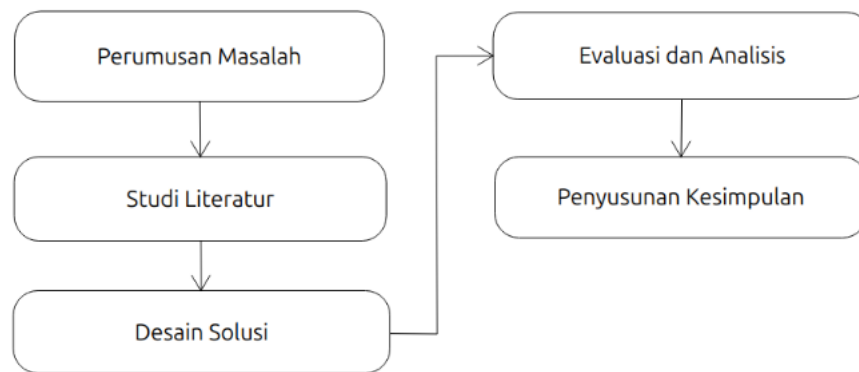 Perumusan Masalah
Studi Literatur
Desain Solusi
Evaluasi dan Analisis
Penyusunan Kesimpulan